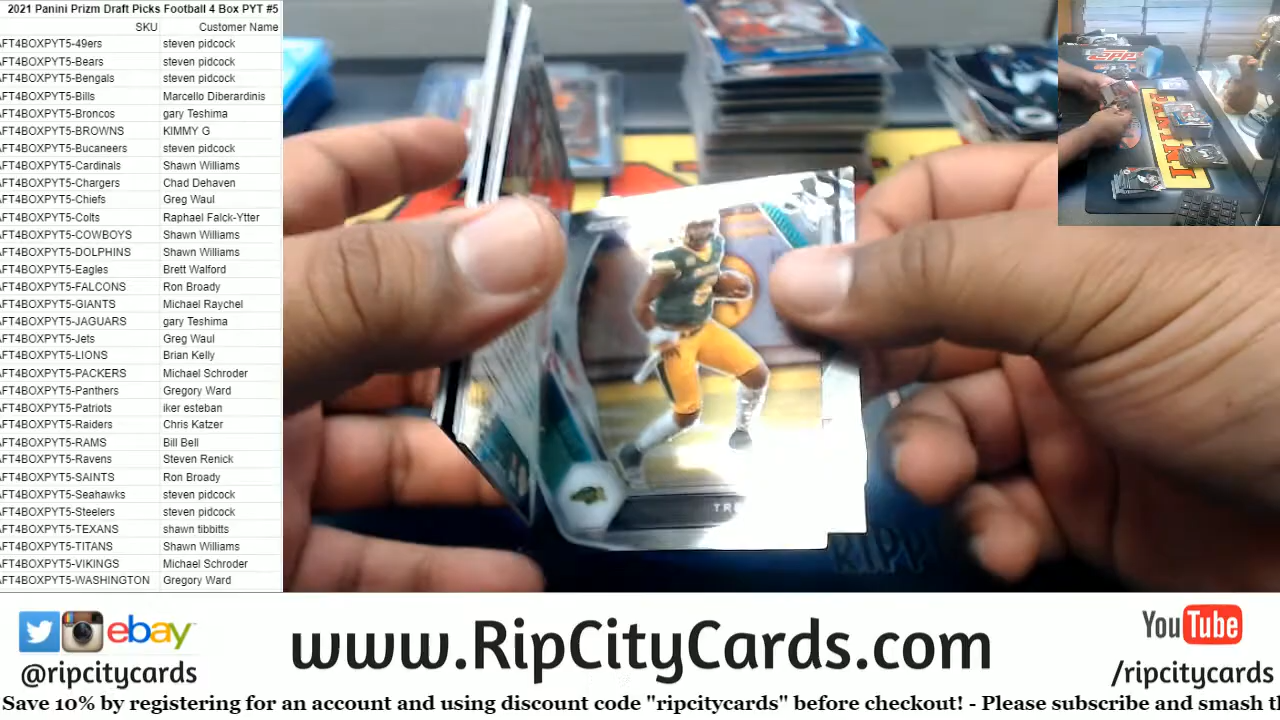 2021 Panini Prizm Draft Picks Football 4 Box PYT #5
SKU Customer Name
AFT4BOXPYT5-49ers steven pidcock
AFT4BOXPYT5-Bears steven pidcock
AFT4BOXPYT5-Bengals steven pidcock
AFT4BOXPYT5-Bills Marcello Diberardinis
AFT4BOXPYT5-Broncos gary Teshima
AFT4BOXPYT5-BROWNS KIMMY G
AFT4BOXPYT5-Bucaneers steven pidcock
AFT4BOXPYT5-Cardinals Shawn Williams
AFT4BOXPYT5-Chargers Chad Dehaven
AFT4BOXPYT5-Chiefs Greg Waul
AFT4BOXPYT5-Colts Raphael Falck-Ytter
AFT4BOXPYT5-COWBOYS Shawn Williams
AFT4BOXPYT5-DOLPHINS Shawn Williams
AFT4BOXPYT5-Eagles Brett Walford
AFT4BOXPYT5-FALCONS Ron Broady
AFT4BOXPYT5-GIANTS Michael Raychel
AFT4BOXPYT5-JAGUARS gary Teshima
AFT4BOXPYT5-Jets Greg Waul
AFT4BOXPYT5-LIONS Brian Kelly
AFT4BOXPYT5-PACKERS Michael Schroder
AFT4BOXPYT5-Panthers Gregory Ward
AFT4BOXPYT5-Patriots iker esteban
AFT4BOXPYT5-Raiders Chris Katzer
AFT4BOXPYT5-RAMS Bill Bell
AFT4BOXPYT5-Ravens Steven Renick
AFT4BOXPYT5-SAINTS Ron Broady
AFT4BOXPYT5-Seahawks steven pidcock
AFT4BOXPYT5-Steelers steven pidcock
AFT4BOXPYT5-TEXANS shawn tibbitts
AFT4BOXPYT5-TITANS Shawn Williams
AFT4BOXPYT5-VIKINGS Michael Schroder
AFT4BOXPYT5-WASHINGTON Gregory Ward
PANINI
TR
RIPP
ebay
@ripcitycards
www.RipCityCards.com
YouTube
/ripcitycards
Save 10% by registering for an account and using discount code "ripcitycards" before checkout! - Please subscribe and smash th